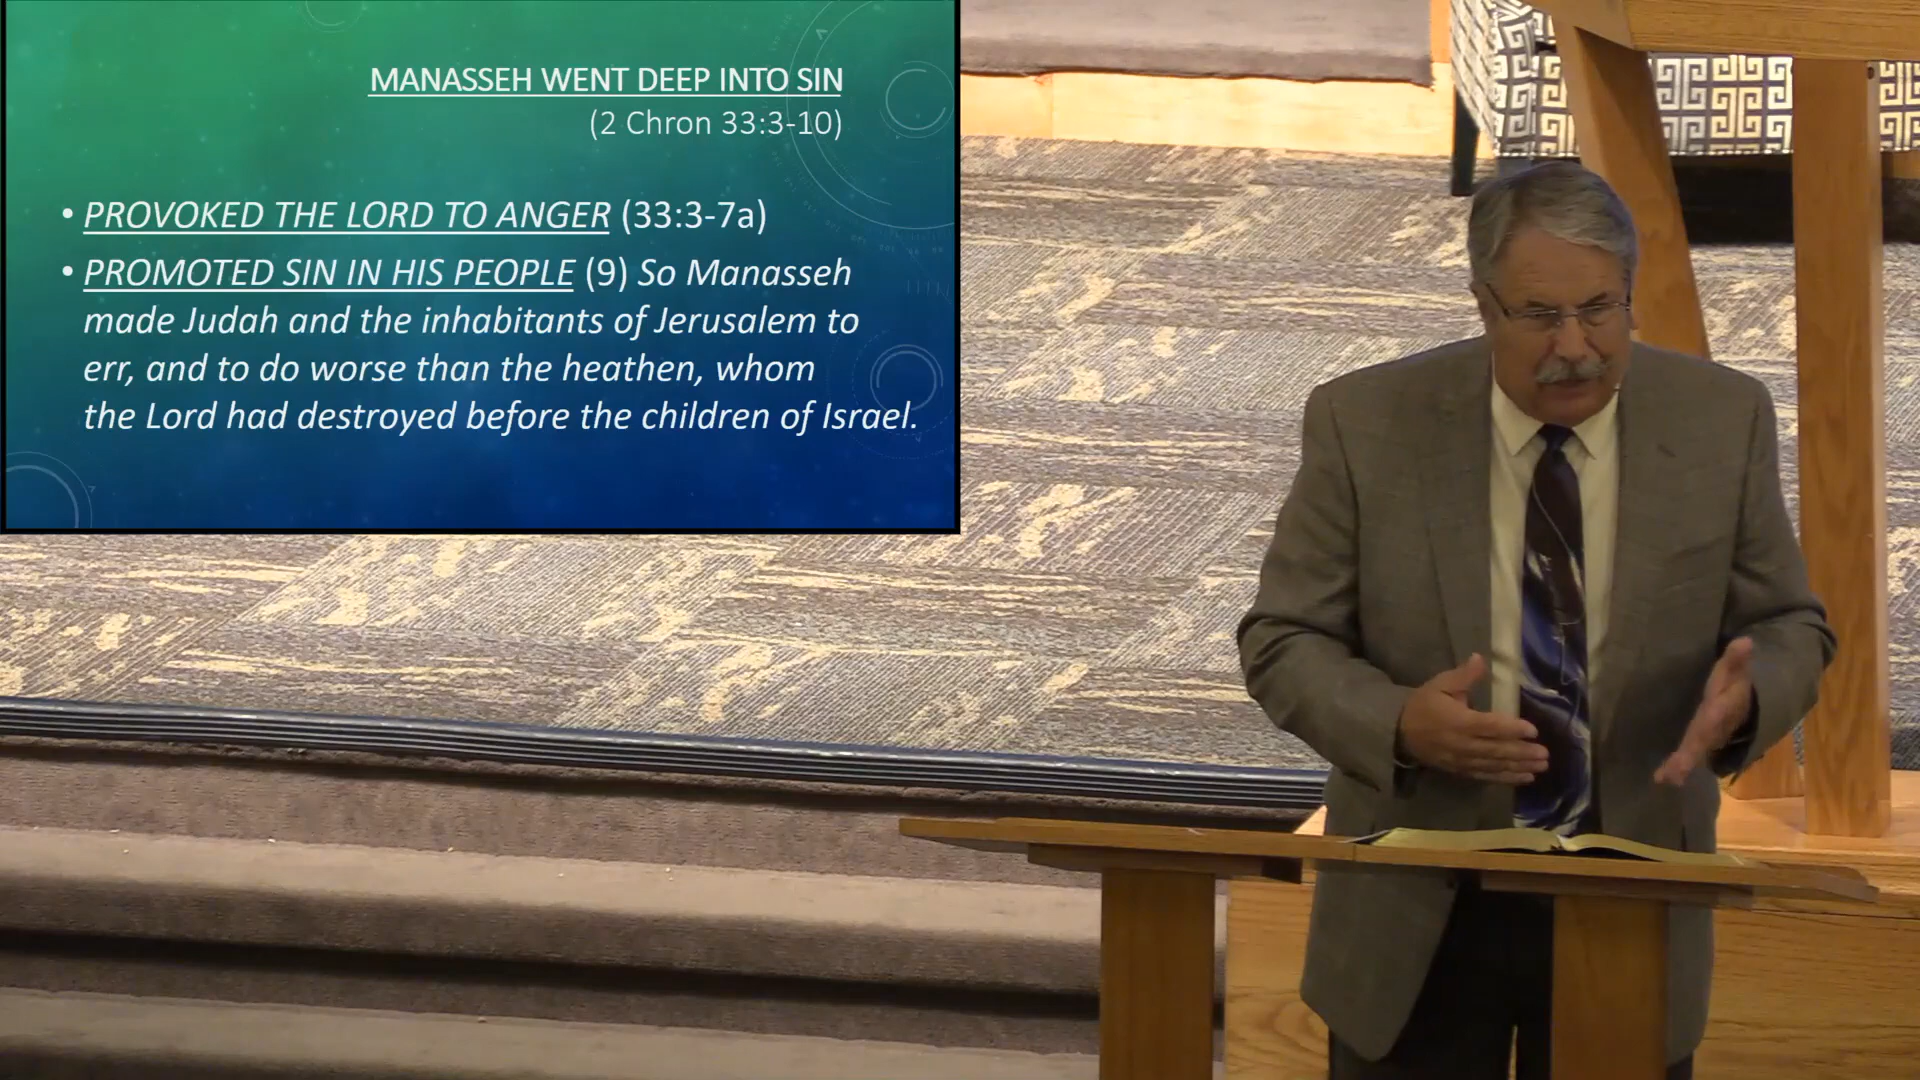 MANASSEH WENT DEEP INTO SIN
(2 Chron 33:3-10)
• PROVOKED THE LORD TO ANGER (33:3-7a)
• PROMOTED SIN IN HIS PEOPLE (9) So Manasseh
made Judah and the inhabitants of Jerusalem to
err, and to do worse than the heathen, whom
the Lord had destroyed before the children of Israel.